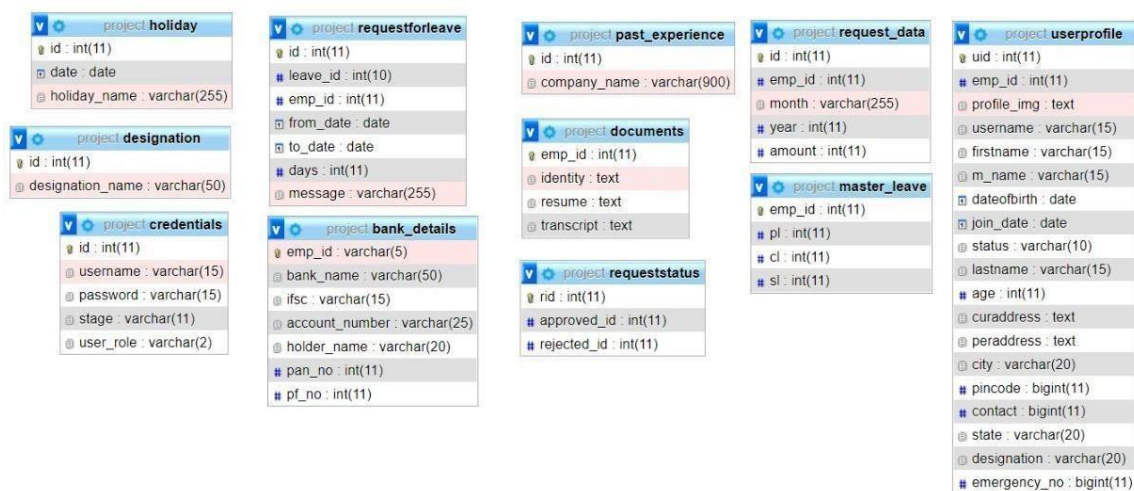 project holiday
id : int(11)
date : date
holiday_name : varchar(255)
project designation
id : int(11)
designation_name : varchar(50)
project credentials
id : int(11)
username : varchar(15)
password : varchar(15)
stage : varchar(11)
user_role : varchar(2)
project requestforleave
id : int(11)
leave_id : int(10)
emp_id : int(11)
from_date : date
to_date : date
days : int(11)
message : varchar(255)
project bank_details
emp_id : varchar(5)
bank_name : varchar(50)
ifsc : varchar(15)
account_number : varchar(25)
holder_name : varchar(20)
pan_no : int(11)
pf_no : int(11)
project past_experience
id : int(11)
company_name : varchar(900)
project documents
emp_id : int(11)
identity : text
resume : text
transcript : text
project requeststatus
rid : int(11)
approved_id : int(11)
rejected_id : int(11)
project request_data
id : int(11)
emp_id : int(11)
month : varchar(255)
year : int(11)
amount : int(11)
project master_leave
emp_id : int(11)
pl : int(11)
cl : int(11)
sl : int(11)
project userprofile
uid : int(11)
emp_id : int(11)
profile_img : text
username : varchar(15)
firstname : varchar(15)
m_name : varchar(15)
dateofbirth : date
join_date : date
status : varchar(10)
lastname : varchar(15)
age : int(11)
curaddress : text
peraddress : text
city : varchar(20)
pincode : bigint(11)
contact : bigint(11)
state : varchar(20)
designation : varchar(20)
emergency_no : bigint(11)